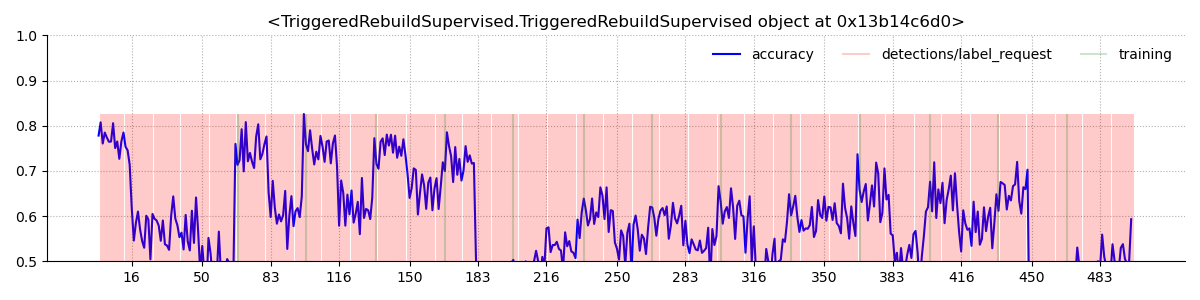 <TriggeredRebuildSupervised.TriggeredRebuildSupervised object at 0x13b14c6d0>
accuracy detections/label_request training
1.0
0.9
0.8
0.7
0.6
0.5
16 50 83 116 150 183 216 250 283 316 350 383 416 450 483